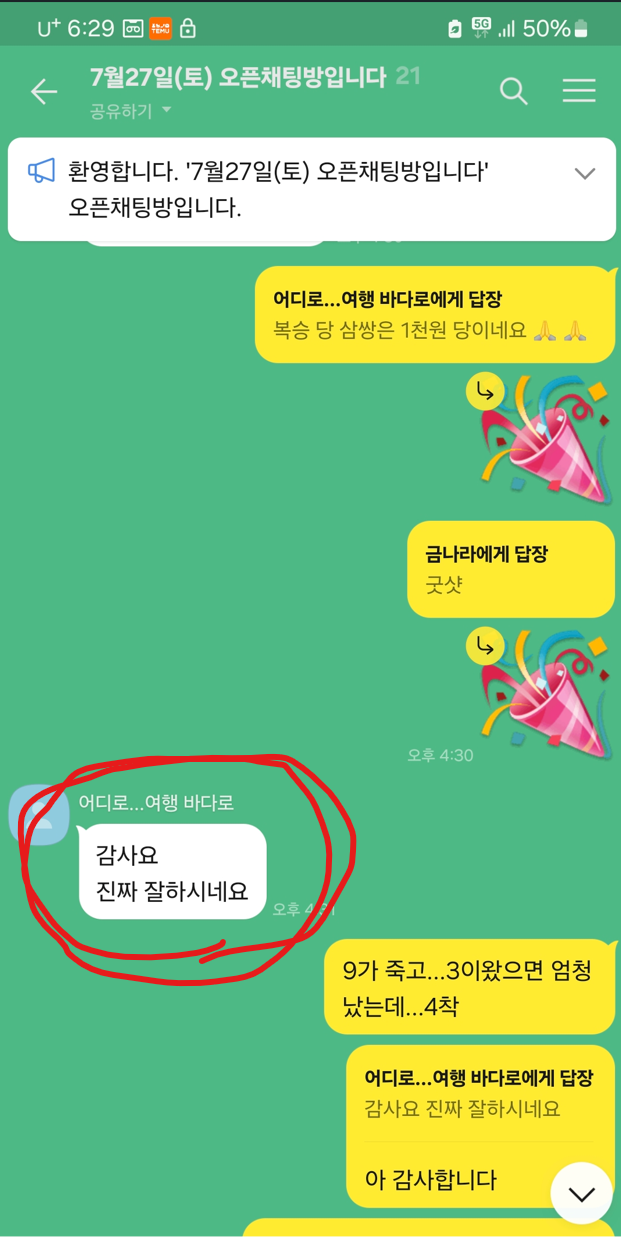 U+ 6:29 TEMU 5G 50%
7월27일(토) 오픈채팅방입니다 21
공유하기
환영합니다. '7월27일(토) 오픈채팅방입니다'
오픈채팅방입니다.
어디로...여행 바다로에게 답장
복승 당 삼쌍은 1천원 당이네요 🙏 🙏
금나라에게 답장
굿샷
오후 4:30
어디로...여행 바다로
감사요
진짜 잘하시네요
오후 4:31
9가 죽고...3이왔으면 엄청
났는데...4착
어디로...여행 바다로에게 답장
감사요 진짜 잘하시네요
아 감사합니다